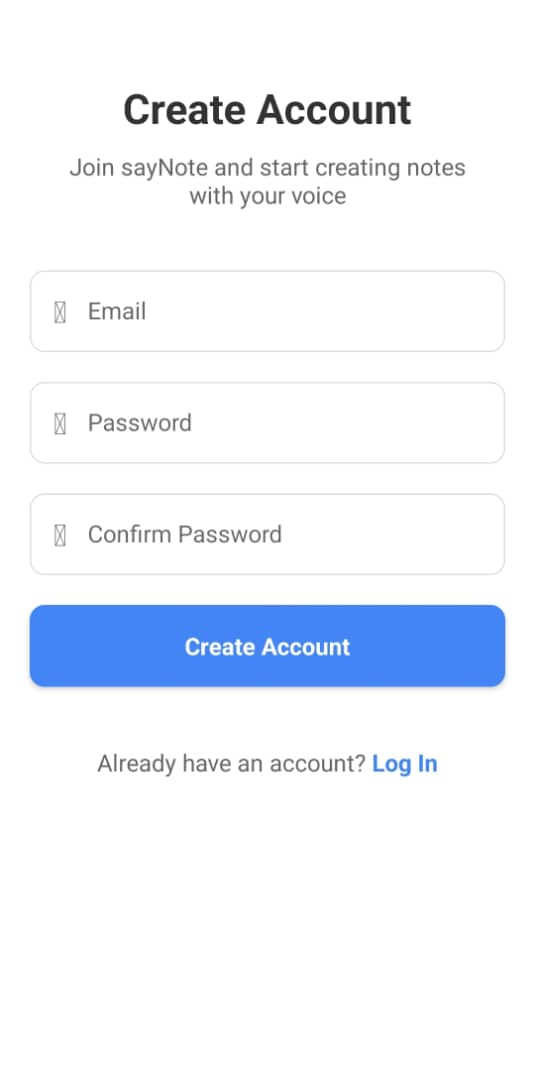 Create Account
Join sayNote and start creating notes
with your voice
Email
Password
Confirm Password
Create Account
Already have an account? Log In